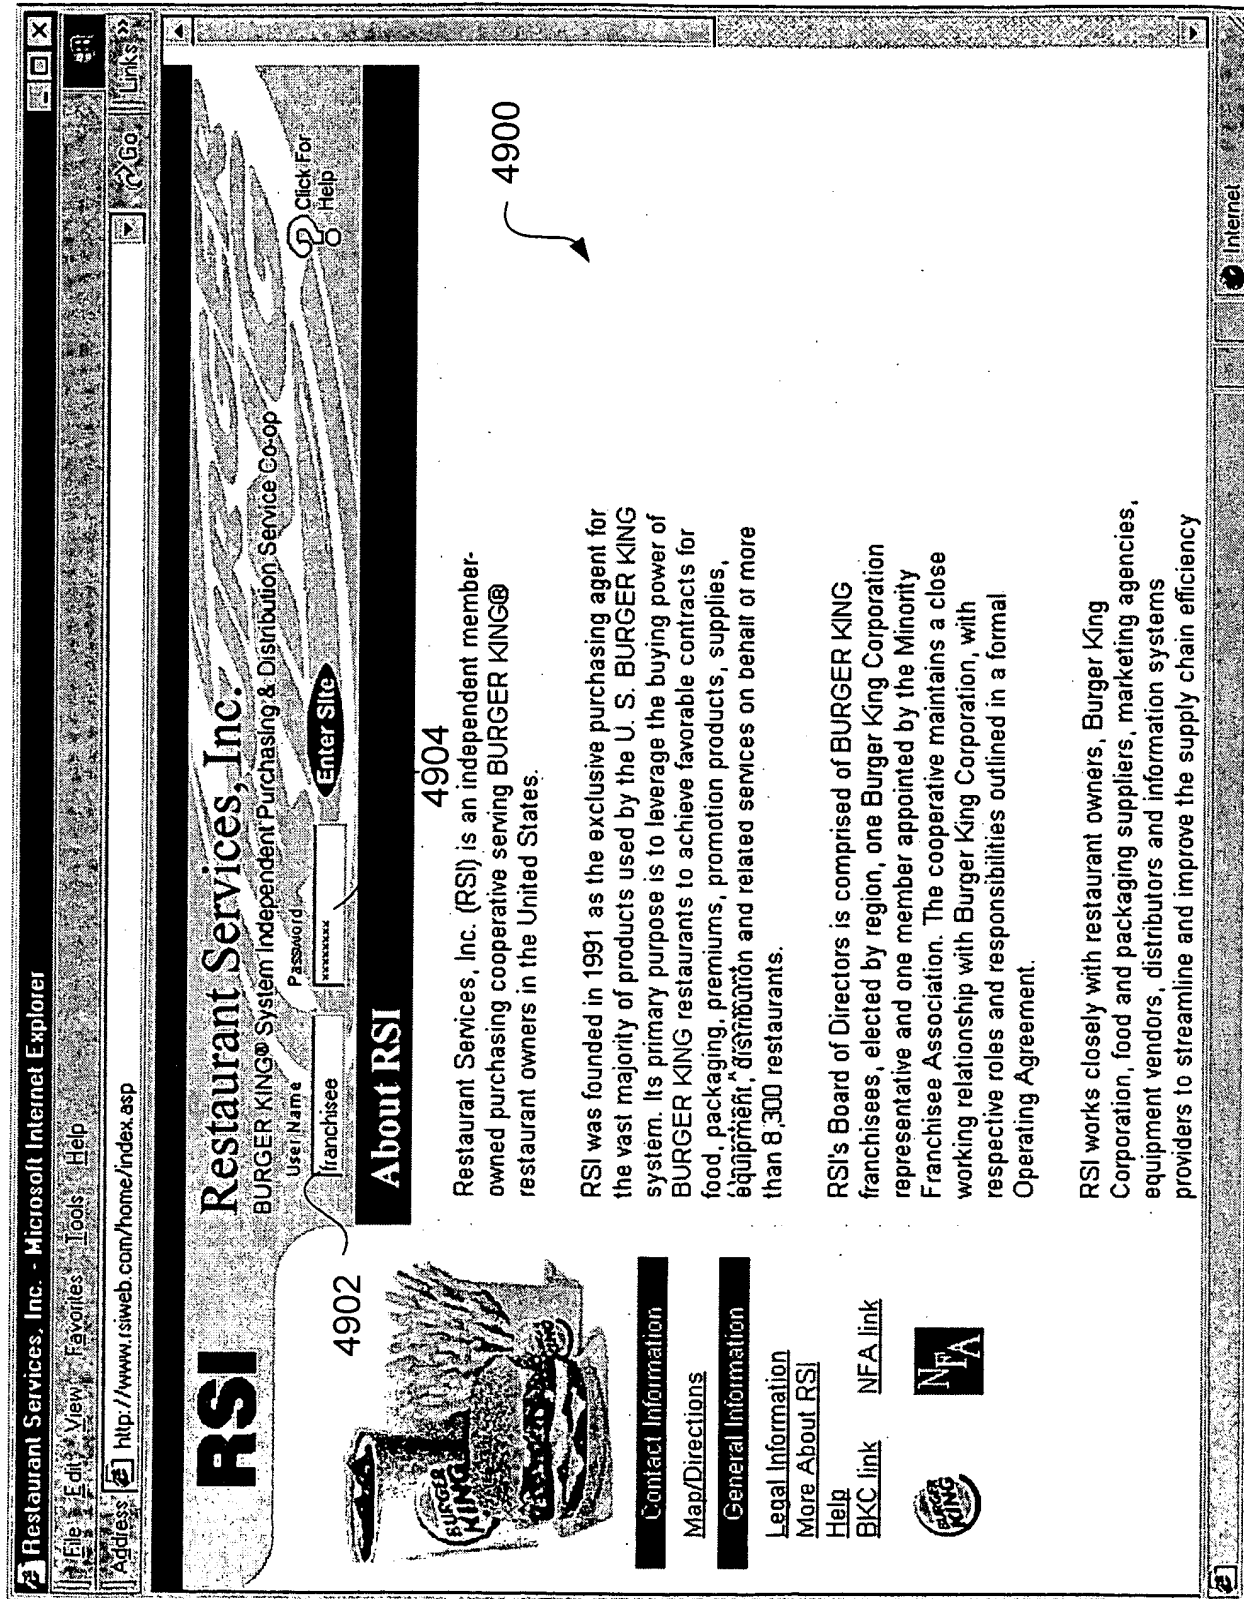 Restaurant Services, Inc. - Microsoft Internet Explorer
File Edit View Favorites Tools Help
Address http://www.rsiweb.com/home/index.asp Go Links »
RSI
Restaurant Services, Inc.
BURGER KING® System Independent Purchasing & Distribution Service Co-op
User Name Password
franchisee xxxxxxxx Enter Site
Click For
Help
4902
4904
4900
About RSI
BURGER
KING
BURGER
KING
Contact Information
Map/Directions
General Information
Legal Information
More About RSI
Help
BKC link NFA link
BURGER
KING
NFA
Restaurant Services, Inc. (RSI) is an independent member-
owned purchasing cooperative serving BURGER KING®
restaurant owners in the United States.
RSI was founded in 1991 as the exclusive purchasing agent for
the vast majority of products used by the U. S. BURGER KING
system. Its primary purpose is to leverage the buying power of
BURGER KING restaurants to achieve favorable contracts for
food, packaging, premiums, promotion products, supplies,
equipment, distribution and related services on behalf of more
than 8,300 restaurants.
RSI's Board of Directors is comprised of BURGER KING
franchisees, elected by region, one Burger King Corporation
representative and one member appointed by the Minority
Franchisee Association. The cooperative maintains a close
working relationship with Burger King Corporation, with
respective roles and responsibilities outlined in a formal
Operating Agreement.
RSI works closely with restaurant owners, Burger King
Corporation, food and packaging suppliers, marketing agencies,
equipment vendors, distributors and information systems
providers to streamline and improve the supply chain efficiency
Internet